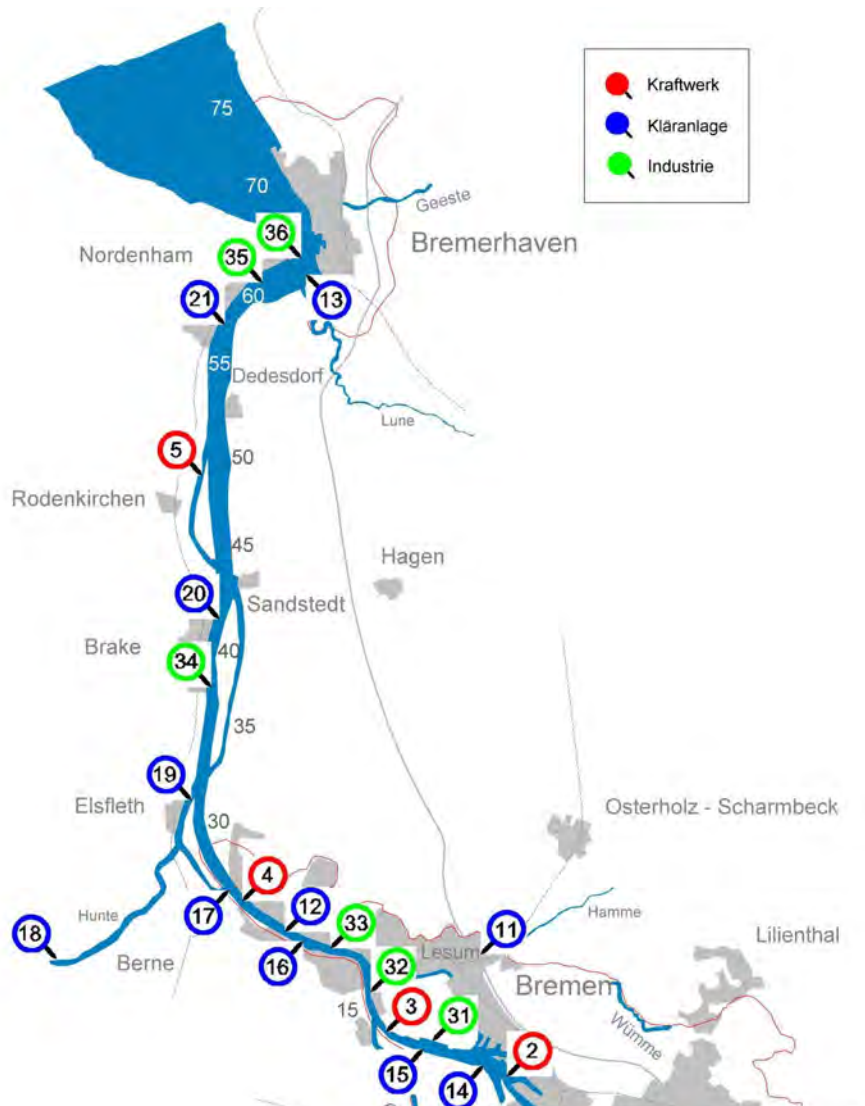 75
Kraftwerk
Kläranlage
Industrie
70
Geeste
36
Bremerhaven
Nordenham
35
60
21
13
55
Dedesdorf
Lune
5
50
Rodenkirchen
45
Hagen
20
Sandstedt
Brake
40
34
35
19
Elsfleth
30
Osterholz - Scharmbeck
4
Hunte
17
12
33
11
Hamme
18
16
Lesum
Lilienthal
Berne
32
Bremen
15
3
31
Wümme
2
15
14